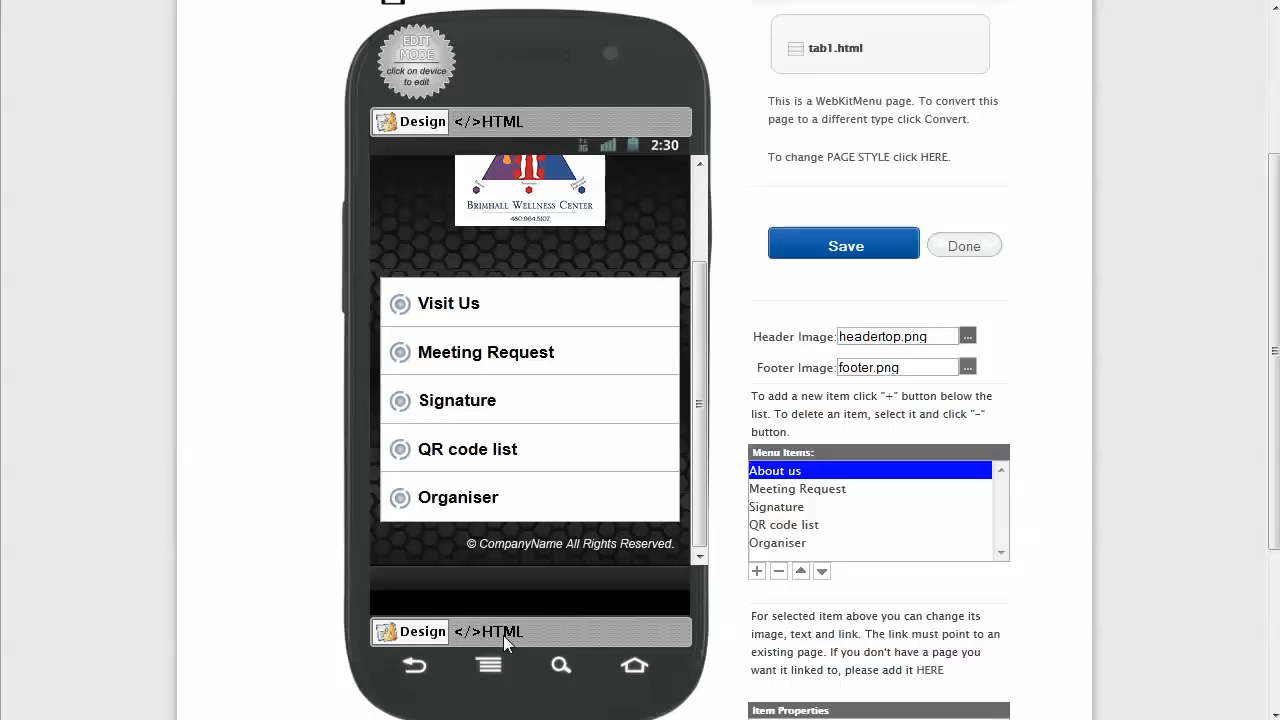 EDIT
MODE
click on device
to edit
Design </>HTML
2:30
BRIMHALL WELLNESS CENTER
480.964.5107
Visit Us
Meeting Request
Signature
QR code list
Organiser
© CompanyName All Rights Reserved.
Design </>HTML
tab1.html
This is a WebKitMenu page. To convert this
page to a different type click Convert.
To change PAGE STYLE click HERE.
Save Done
Header Image: headertop.png ...
Footer Image: footer.png ...
To add a new item click "+" button below the
list. To delete an item, select it and click "-"
button.
Menu Items:
About us
Meeting Request
Signature
QR code list
Organiser
For selected item above you can change its
image, text and link. The link must point to an
existing page. If you don't have a page you
want it linked to, please add it HERE
Item Properties